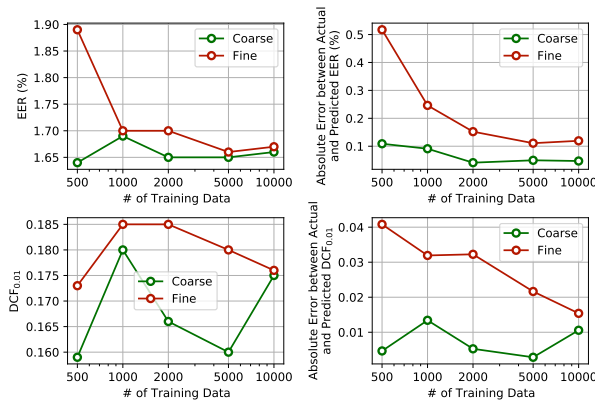 1.90
1.85
1.80
1.75
1.70
1.65
EER (%)
Coarse
Fine
500 1000 2000 5000 10000
# of Training Data
0.5
0.4
0.3
0.2
0.1
Absolute Error between Actual
and Predicted EER (%)
Coarse
Fine
500 1000 2000 5000 10000
# of Training Data
0.185
0.180
0.175
0.170
0.165
0.160
DCF0.01
Coarse
Fine
500 1000 2000 5000 10000
# of Training Data
0.04
0.03
0.02
0.01
Absolute Error between Actual
and Predicted DCF0.01
Coarse
Fine
500 1000 2000 5000 10000
# of Training Data